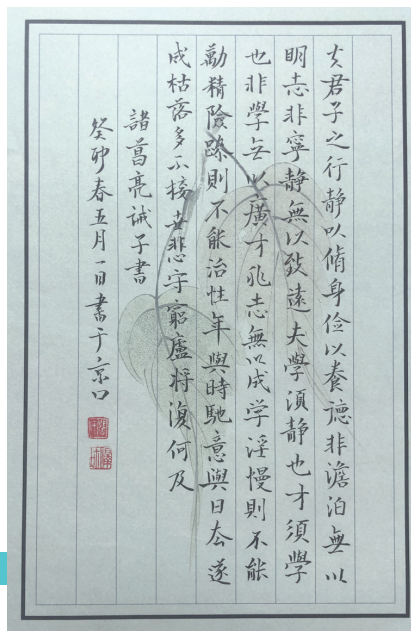 夫君子之行静以脩身俭以養德非澹泊無以
明志非寧静無以致遠夫學須静也才須學
也非學无以廣才非志無以成学淫慢則不能
勵精險躁則不能治性年與時馳意與日去遂
成枯落多不接世悲守窮廬將復何及
諸葛亮誡子書
癸卯春五月一日書于京口